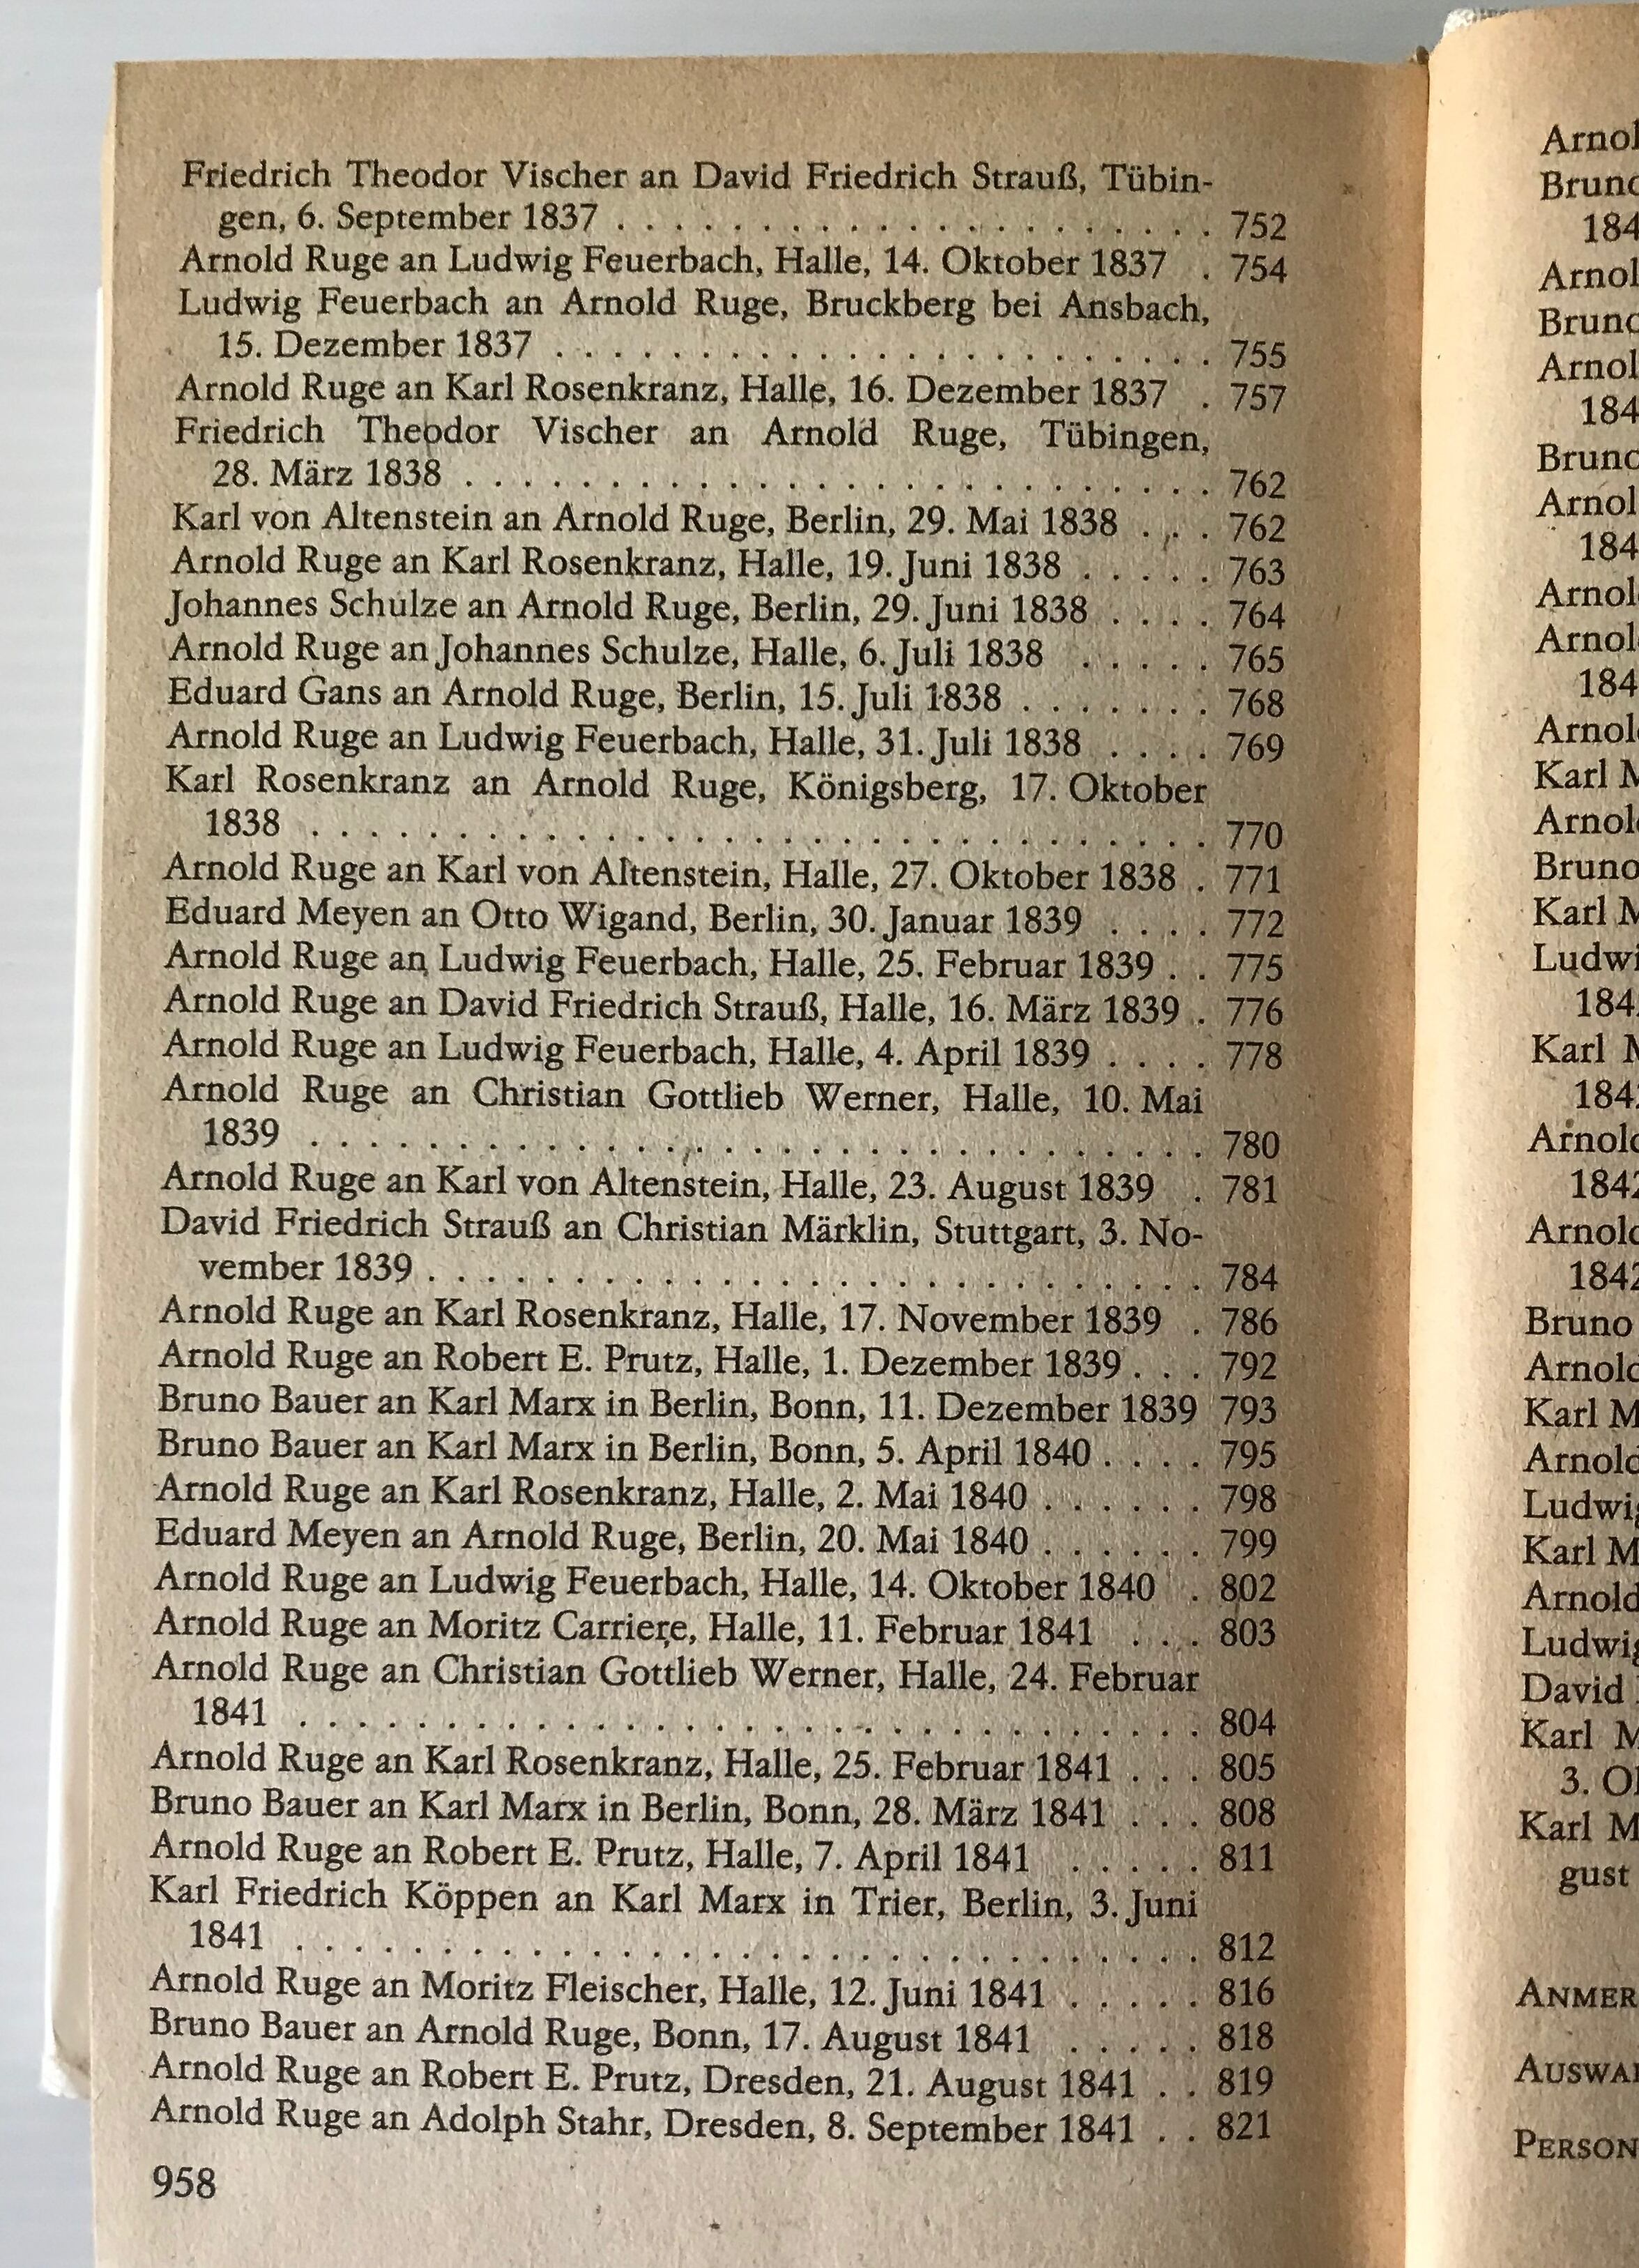 Friedrich Theodor Vischer an David Friedrich Strauß, Tübin-
gen, 6. September 1837 . . . . . . . . . . . . . . . . . . . . . 752
Arnold Ruge an Ludwig Feuerbach, Halle, 14. Oktober 1837 . 754
Ludwig Feuerbach an Arnold Ruge, Bruckberg bei Ansbach,
15. Dezember 1837 . . . . . . . . . . . . . . . . . . . . . . . 755
Arnold Ruge an Karl Rosenkranz, Halle, 16. Dezember 1837 . 757
Friedrich Theodor Vischer an Arnold Ruge, Tübingen,
28. März 1838 . . . . . . . . . . . . . . . . . . . . . . . . . . 762
Karl von Altenstein an Arnold Ruge, Berlin, 29. Mai 1838 . . . 762
Arnold Ruge an Karl Rosenkranz, Halle, 19. Juni 1838 . . . . . 763
Johannes Schulze an Arnold Ruge, Berlin, 29. Juni 1838 . . . . 764
Arnold Ruge an Johannes Schulze, Halle, 6. Juli 1838 . . . . . 765
Eduard Gans an Arnold Ruge, Berlin, 15. Juli 1838 . . . . . . . 768
Arnold Ruge an Ludwig Feuerbach, Halle, 31. Juli 1838 . . . . 769
Karl Rosenkranz an Arnold Ruge, Königsberg, 17. Oktober
1838 . . . . . . . . . . . . . . . . . . . . . . . . . . . . . . . 770
Arnold Ruge an Karl von Altenstein, Halle, 27. Oktober 1838 . 771
Eduard Meyen an Otto Wigand, Berlin, 30. Januar 1839 . . . . 772
Arnold Ruge an Ludwig Feuerbach, Halle, 25. Februar 1839 . . 775
Arnold Ruge an David Friedrich Strauß, Halle, 16. März 1839 . 776
Arnold Ruge an Ludwig Feuerbach, Halle, 4. April 1839 . . . . 778
Arnold Ruge an Christian Gottlieb Werner, Halle, 10. Mai
1839 . . . . . . . . . . . . . . . . . . . . . . . . . . . . . . . 780
Arnold Ruge an Karl von Altenstein, Halle, 23. August 1839 . 781
David Friedrich Strauß an Christian Märklin, Stuttgart, 3. No-
vember 1839 . . . . . . . . . . . . . . . . . . . . . . . . . . . 784
Arnold Ruge an Karl Rosenkranz, Halle, 17. November 1839 . 786
Arnold Ruge an Robert E. Prutz, Halle, 1. Dezember 1839 . . . 792
Bruno Bauer an Karl Marx in Berlin, Bonn, 11. Dezember 1839 793
Bruno Bauer an Karl Marx in Berlin, Bonn, 5. April 1840 . . . . 795
Arnold Ruge an Karl Rosenkranz, Halle, 2. Mai 1840 . . . . . . 798
Eduard Meyen an Arnold Ruge, Berlin, 20. Mai 1840 . . . . . . 799
Arnold Ruge an Ludwig Feuerbach, Halle, 14. Oktober 1840 . 802
Arnold Ruge an Moritz Carriere, Halle, 11. Februar 1841 . . . 803
Arnold Ruge an Christian Gottlieb Werner, Halle, 24. Februar
1841 . . . . . . . . . . . . . . . . . . . . . . . . . . . . . . . 804
Arnold Ruge an Karl Rosenkranz, Halle, 25. Februar 1841 . . . 805
Bruno Bauer an Karl Marx in Berlin, Bonn, 28. März 1841 . . . 808
Arnold Ruge an Robert E. Prutz, Halle, 7. April 1841 . . . . . 811
Karl Friedrich Köppen an Karl Marx in Trier, Berlin, 3. Juni
1841 . . . . . . . . . . . . . . . . . . . . . . . . . . . . . . . 812
Arnold Ruge an Moritz Fleischer, Halle, 12. Juni 1841 . . . . . 816
Bruno Bauer an Arnold Ruge, Bonn, 17. August 1841 . . . . . 818
Arnold Ruge an Robert E. Prutz, Dresden, 21. August 1841 . . 819
Arnold Ruge an Adolph Stahr, Dresden, 8. September 1841 . . 821
958
Bruno
Karl
Karl
Karl
Bruno
David
Karl
3.
Karl
gust